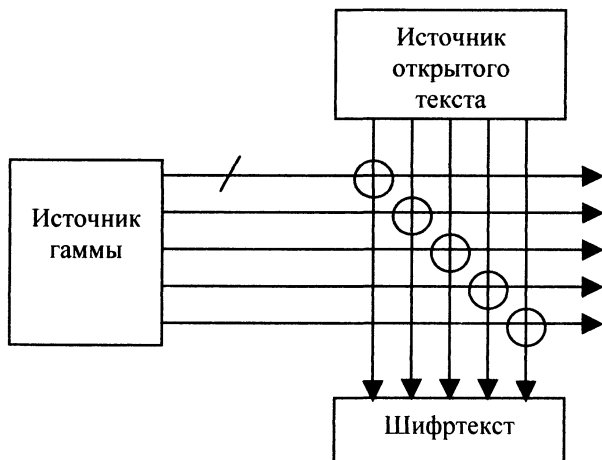 Источник
открытого
текста
Источник
гаммы
Шифртекст